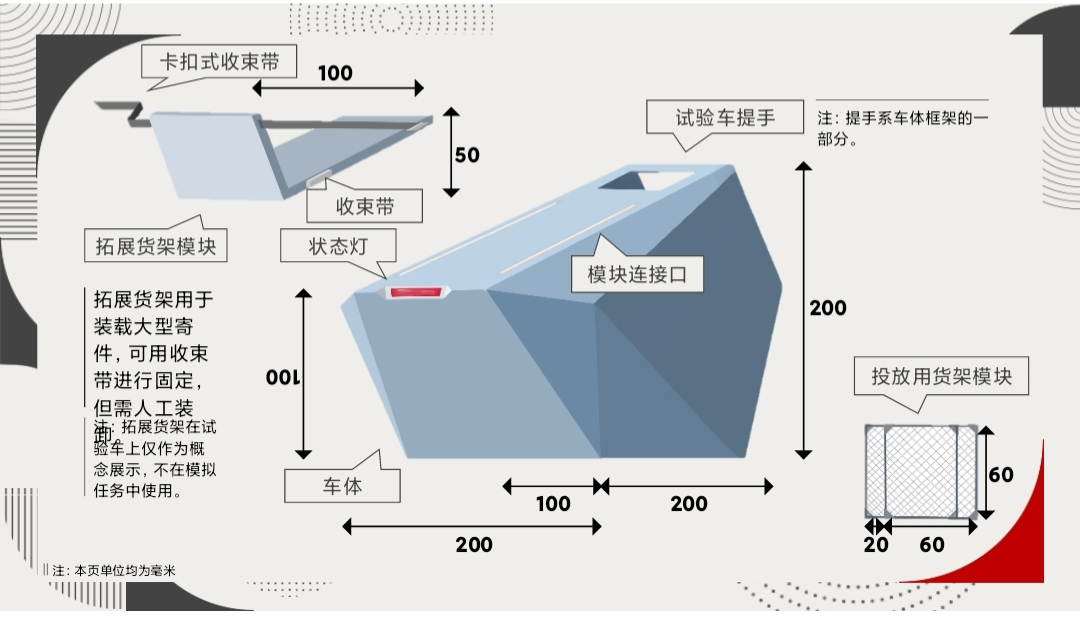 卡扣式收束带
100
试验车提手
注：提手系车体框架的一
部分。
50
收束带
拓展货架模块
状态灯
模块连接口
拓展货架用于
装载大型寄
件，可用收束
带进行固定，
但需人工装
卸。
注：拓展货架在试
验车上仅作为概
念展示，不在模拟
任务中使用。
100
200
投放用货架模块
车体
60
100
200
200
20
60
注：本页单位均为毫米